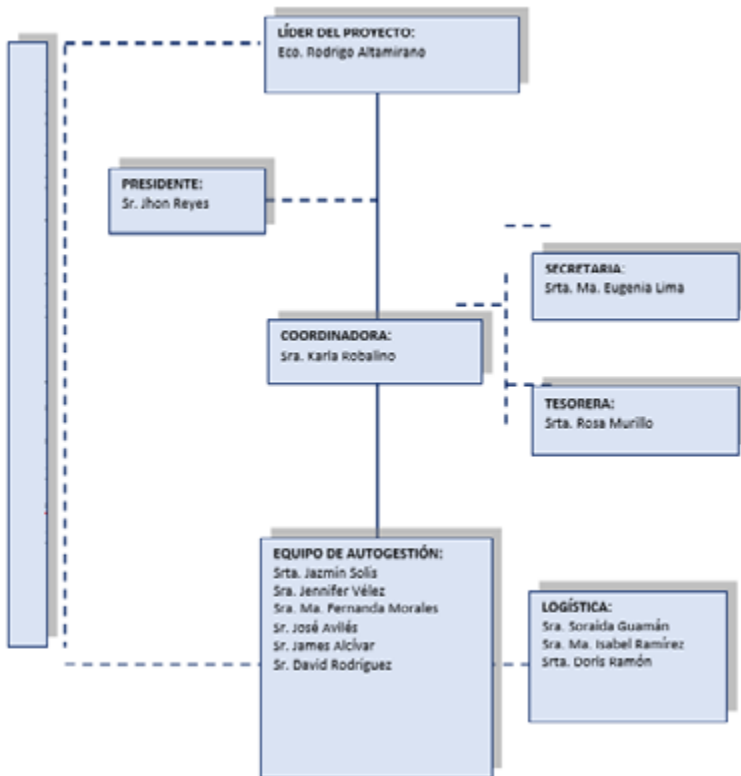 LÍDER DEL PROYECTO:
Eco. Rodrigo Altamirano
PRESIDENTE:
Sr. Jhon Reyes
SECRETARIA:
Srta. Ma. Eugenia Lima
COORDINADORA:
Sra. Karla Robalino
TESORERA:
Srta. Rosa Murillo
EQUIPO DE AUTOGESTIÓN:
Srta. Jazmín Solís
Sra. Jennifer Vélez
Sra. Ma. Fernanda Morales
Sr. José Avilés
Sr. James Alcívar
Sr. David Rodríguez
LOGÍSTICA:
Sra. Soraida Guamán
Sra. Ma. Isabel Ramírez
Srta. Doris Ramón